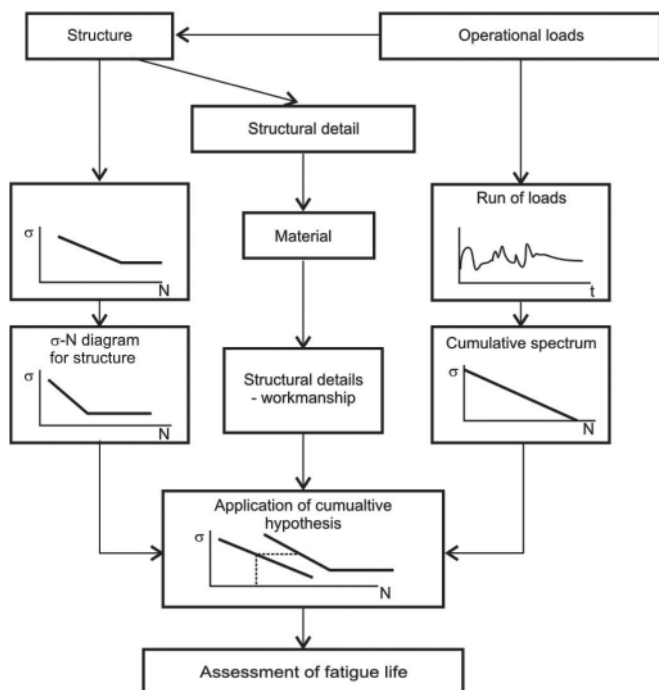 Structure
Operational loads
Structural detail
Run of loads
σ
N
Material
t
σ-N diagram
for structure
σ
N
Structural details
- workmanship
Cumulative spectrum
σ
N
Application of cumualtive
hypothesis
σ
N
Assessment of fatigue life